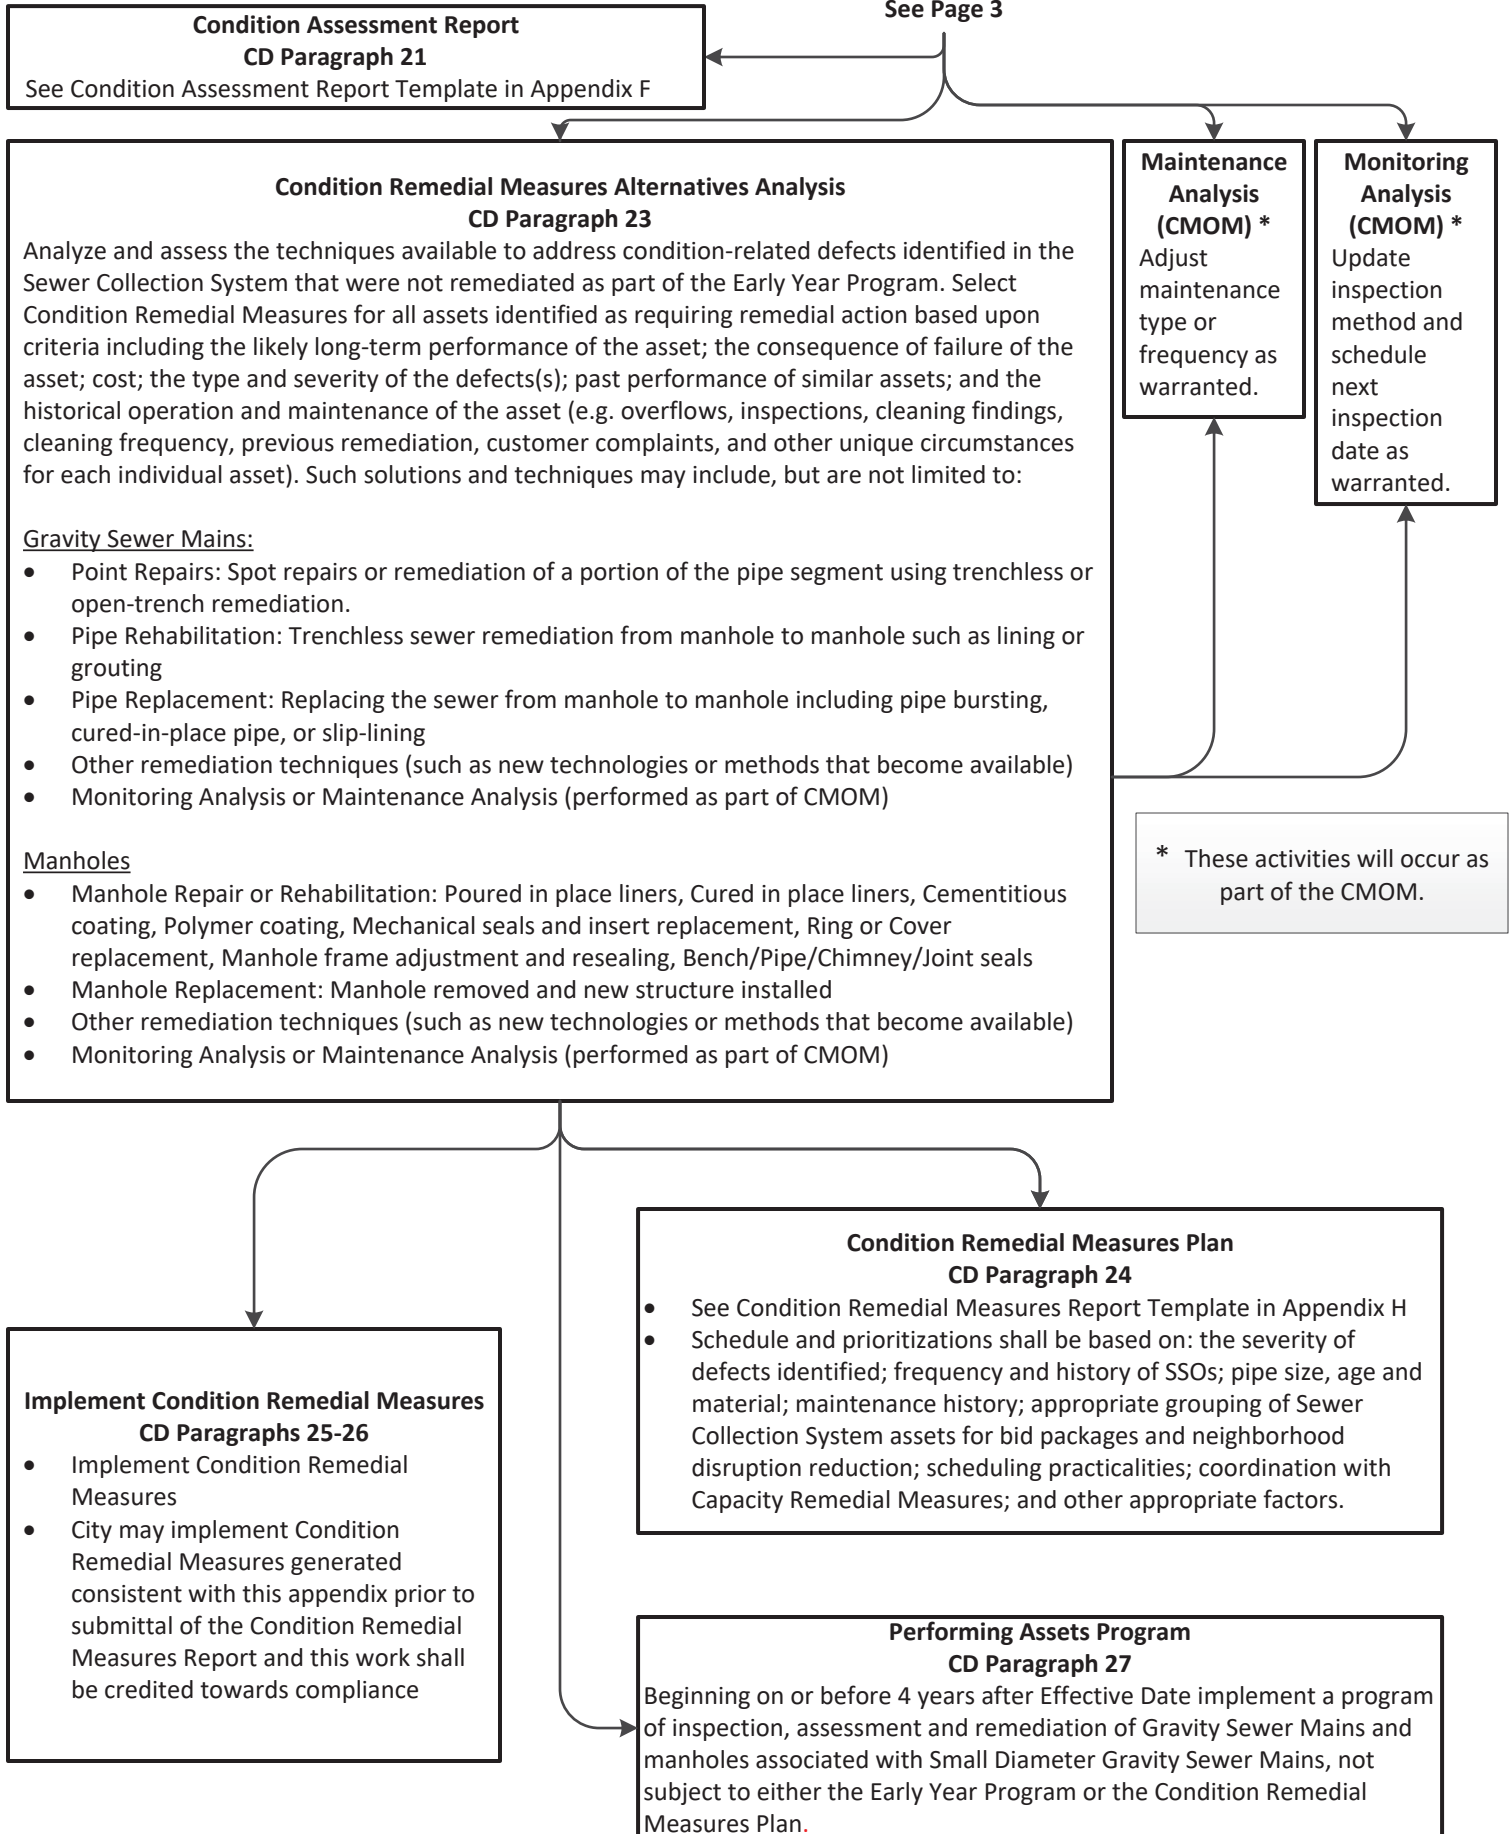 See Page 3
Condition Assessment Report
CD Paragraph 21
See Condition Assessment Report Template in Appendix F
Condition Remedial Measures Alternatives Analysis
CD Paragraph 23
Analyze and assess the techniques available to address condition-related defects identified in the
Sewer Collection System that were not remediated as part of the Early Year Program. Select
Condition Remedial Measures for all assets identified as requiring remedial action based upon
criteria including the likely long-term performance of the asset; the consequence of failure of the
asset; cost; the type and severity of the defects(s); past performance of similar assets; and the
historical operation and maintenance of the asset (e.g. overflows, inspections, cleaning findings,
cleaning frequency, previous remediation, customer complaints, and other unique circumstances
for each individual asset). Such solutions and techniques may include, but are not limited to:
Gravity Sewer Mains:
• Point Repairs: Spot repairs or remediation of a portion of the pipe segment using trenchless or
open-trench remediation.
• Pipe Rehabilitation: Trenchless sewer remediation from manhole to manhole such as lining or
grouting
• Pipe Replacement: Replacing the sewer from manhole to manhole including pipe bursting,
cured-in-place pipe, or slip-lining
• Other remediation techniques (such as new technologies or methods that become available)
• Monitoring Analysis or Maintenance Analysis (performed as part of CMOM)
Manholes
• Manhole Repair or Rehabilitation: Poured in place liners, Cured in place liners, Cementitious
coating, Polymer coating, Mechanical seals and insert replacement, Ring or Cover
replacement, Manhole frame adjustment and resealing, Bench/Pipe/Chimney/Joint seals
• Manhole Replacement: Manhole removed and new structure installed
• Other remediation techniques (such as new technologies or methods that become available)
• Monitoring Analysis or Maintenance Analysis (performed as part of CMOM)
Maintenance
Analysis
(CMOM) *
Adjust
maintenance
type or
frequency as
warranted.
Monitoring
Analysis
(CMOM) *
Update
inspection
method and
schedule
next
inspection
date as
warranted.
* These activities will occur as
part of the CMOM.
Implement Condition Remedial Measures
CD Paragraphs 25-26
• Implement Condition Remedial
Measures
• City may implement Condition
Remedial Measures generated
consistent with this appendix prior to
submittal of the Condition Remedial
Measures Report and this work shall
be credited towards compliance
Condition Remedial Measures Plan
CD Paragraph 24
• See Condition Remedial Measures Report Template in Appendix H
• Schedule and prioritizations shall be based on: the severity of
defects identified; frequency and history of SSOs; pipe size, age and
material; maintenance history; appropriate grouping of Sewer
Collection System assets for bid packages and neighborhood
disruption reduction; scheduling practicalities; coordination with
Capacity Remedial Measures; and other appropriate factors.
Performing Assets Program
CD Paragraph 27
Beginning on or before 4 years after Effective Date implement a program
of inspection, assessment and remediation of Gravity Sewer Mains and
manholes associated with Small Diameter Gravity Sewer Mains, not
subject to either the Early Year Program or the Condition Remedial
Measures Plan.